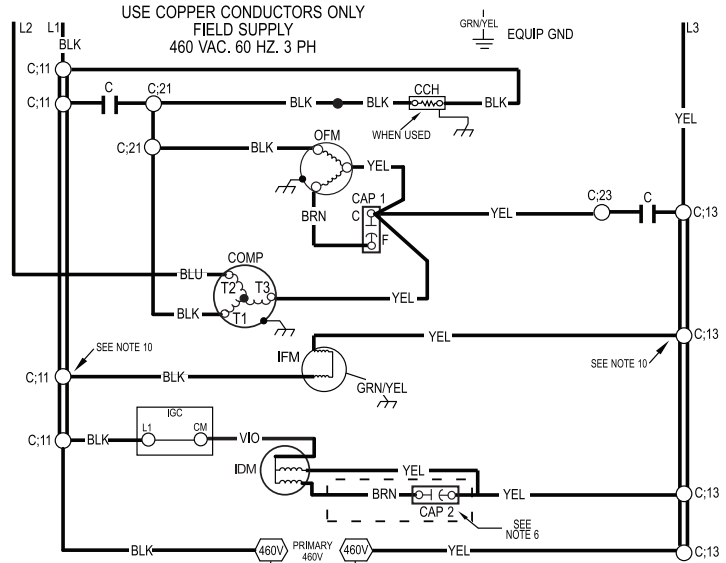 USE COPPER CONDUCTORS ONLY
FIELD SUPPLY
460 VAC. 60 HZ. 3 PH
GRN/YEL
EQUIP GND
L2
L1
L3
BLK
C;11
C;11
C
C;21
BLK
BLK
CCH
BLK
WHEN USED
YEL
C;21
BLK
OFM
YEL
CAP 1
C
F
BRN
YEL
C;23
C
C;13
COMP
BLU
T2
T3
T1
YEL
BLK
SEE NOTE 10
IFM
YEL
C;13
SEE NOTE 10
C;11
BLK
GRN/YEL
IGC
L1
CM
C;11
BLK
VIO
IDM
YEL
BRN
CAP 2
YEL
C;13
SEE
NOTE 6
BLK
460V
PRIMARY
460V
460V
YEL
C;13